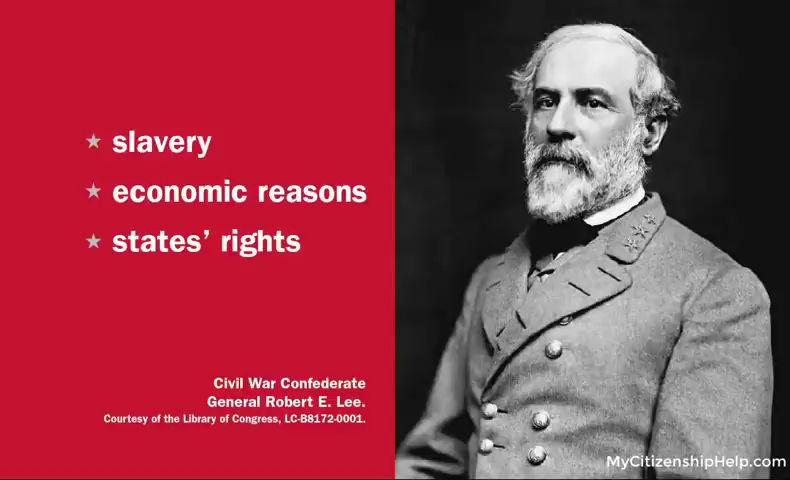 ★ slavery
★ economic reasons
★ states’ rights
Civil War Confederate
General Robert E. Lee.
Courtesy of the Library of Congress, LC-B8172-0001.
MyCitizenshipHelp.com